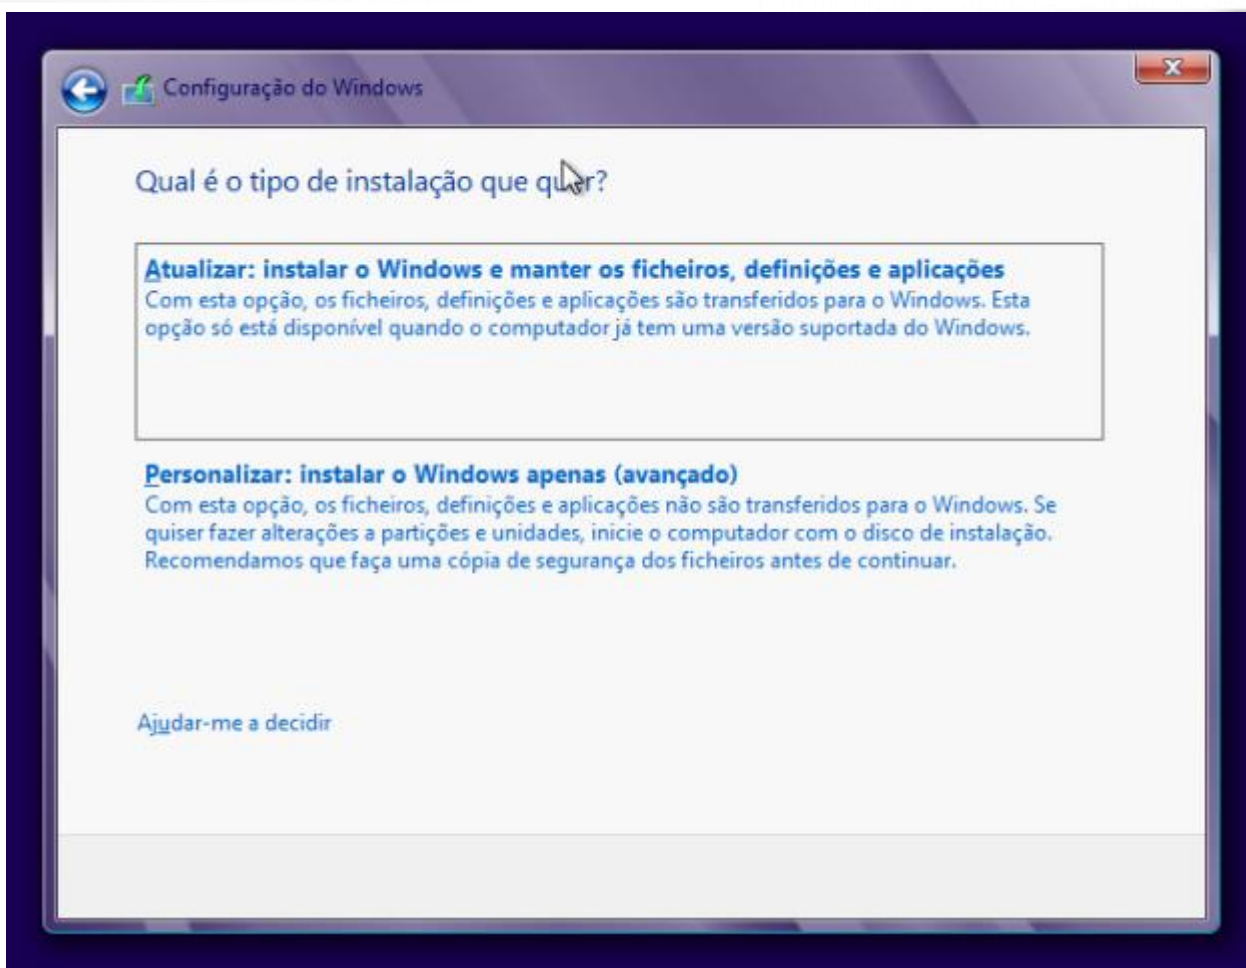 Configuração do Windows
Qual é o tipo de instalação que quer?
Atualizar: instalar o Windows e manter os ficheiros, definições e aplicações
Com esta opção, os ficheiros, definições e aplicações são transferidos para o Windows. Esta
opção só está disponível quando o computador já tem uma versão suportada do Windows.
Personalizar: instalar o Windows apenas (avançado)
Com esta opção, os ficheiros, definições e aplicações não são transferidos para o Windows. Se
quiser fazer alterações a partições e unidades, inicie o computador com o disco de instalação.
Recomendamos que faça uma cópia de segurança dos ficheiros antes de continuar.
Ajudar-me a decidir